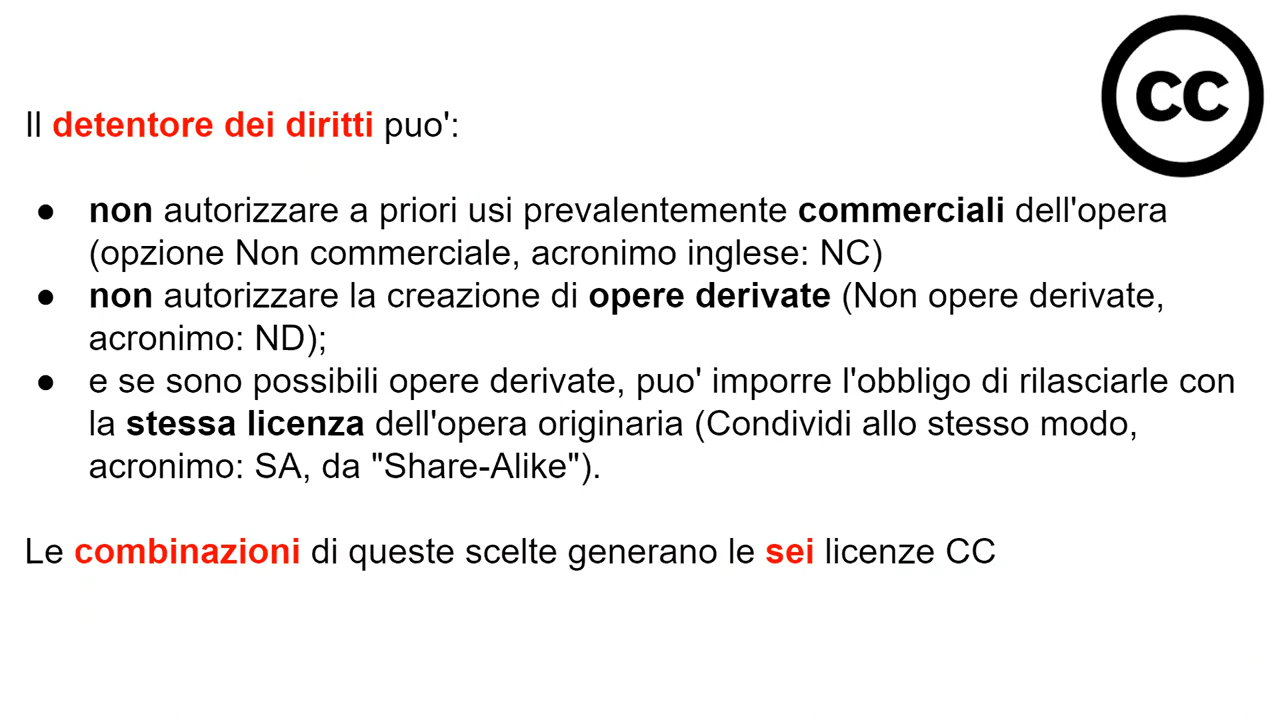 cc
Il detentore dei diritti puo':
● non autorizzare a priori usi prevalentemente commerciali dell'opera
(opzione Non commerciale, acronimo inglese: NC)
● non autorizzare la creazione di opere derivate (Non opere derivate,
acronimo: ND);
● e se sono possibili opere derivate, puo' imporre l'obbligo di rilasciarle con
la stessa licenza dell'opera originaria (Condividi allo stesso modo,
acronimo: SA, da "Share-Alike").
Le combinazioni di queste scelte generano le sei licenze CC